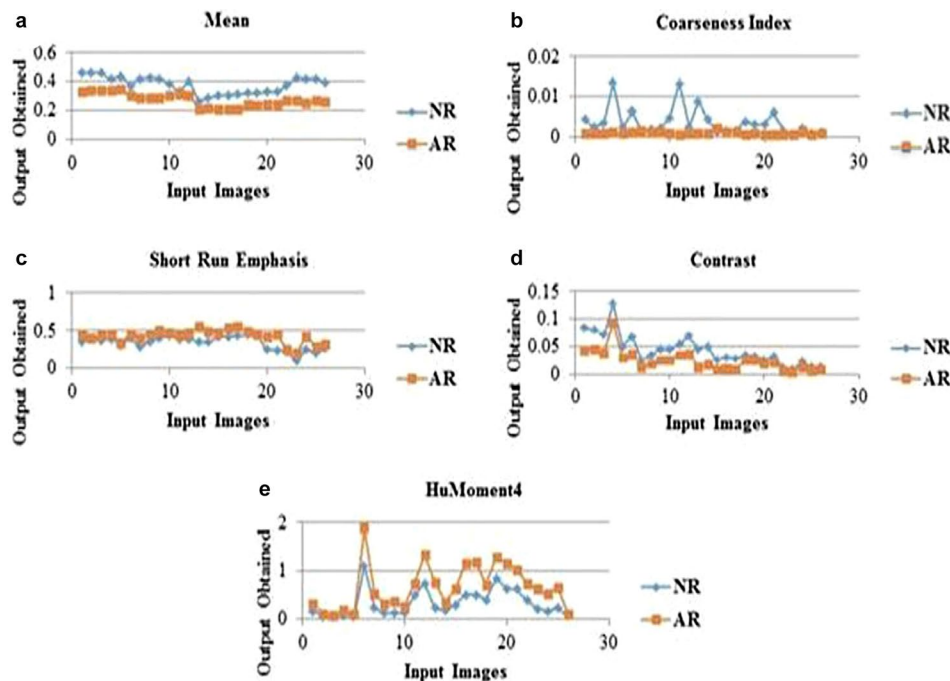 a
Mean
Output Obtained
0.6
0.4
0.2
0
0 10 20 30
Input Images
NR
AR
b
Coarseness Index
Output Obtained
0.02
0.01
0
0 10 20 30
Input Images
NR
AR
c
Short Run Emphasis
Output Obtained
1
0.5
0
0 10 20 30
Input Images
NR
AR
d
Contrast
Output Obtained
0.15
0.1
0.05
0
0 10 20 30
Input Images
NR
AR
e
HuMoment4
Output Obtained
2
1
0
0 10 20 30
Input Images
NR
AR